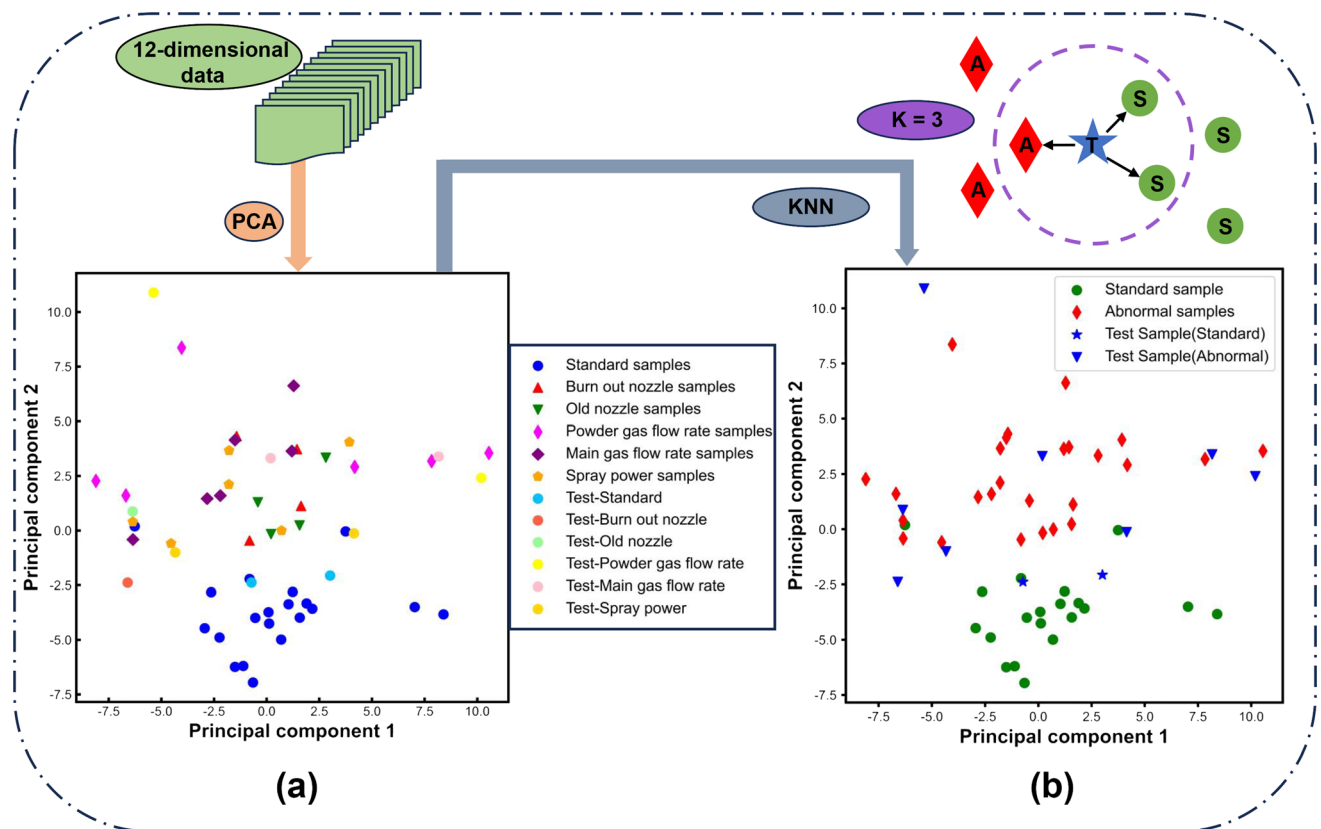 12-dimensional
data
PCA
KNN
K = 3
A
A
A
T
S
S
S
S
Principal component 2
10.0
7.5
5.0
2.5
0.0
-2.5
-5.0
-7.5
-7.5
-5.0
-2.5
0.0
2.5
5.0
7.5
10.0
Principal component 1
Standard samples
Burn out nozzle samples
Old nozzle samples
Powder gas flow rate samples
Main gas flow rate samples
Spray power samples
Test-Standard
Test-Burn out nozzle
Test-Old nozzle
Test-Powder gas flow rate
Test-Main gas flow rate
Test-Spray power
(a)
Principal component 2
10.0
7.5
5.0
2.5
0.0
-2.5
-5.0
-7.5
-7.5
-5.0
-2.5
0.0
2.5
5.0
7.5
10.0
Principal component 1
Standard sample
Abnormal samples
Test Sample(Standard)
Test Sample(Abnormal)
(b)